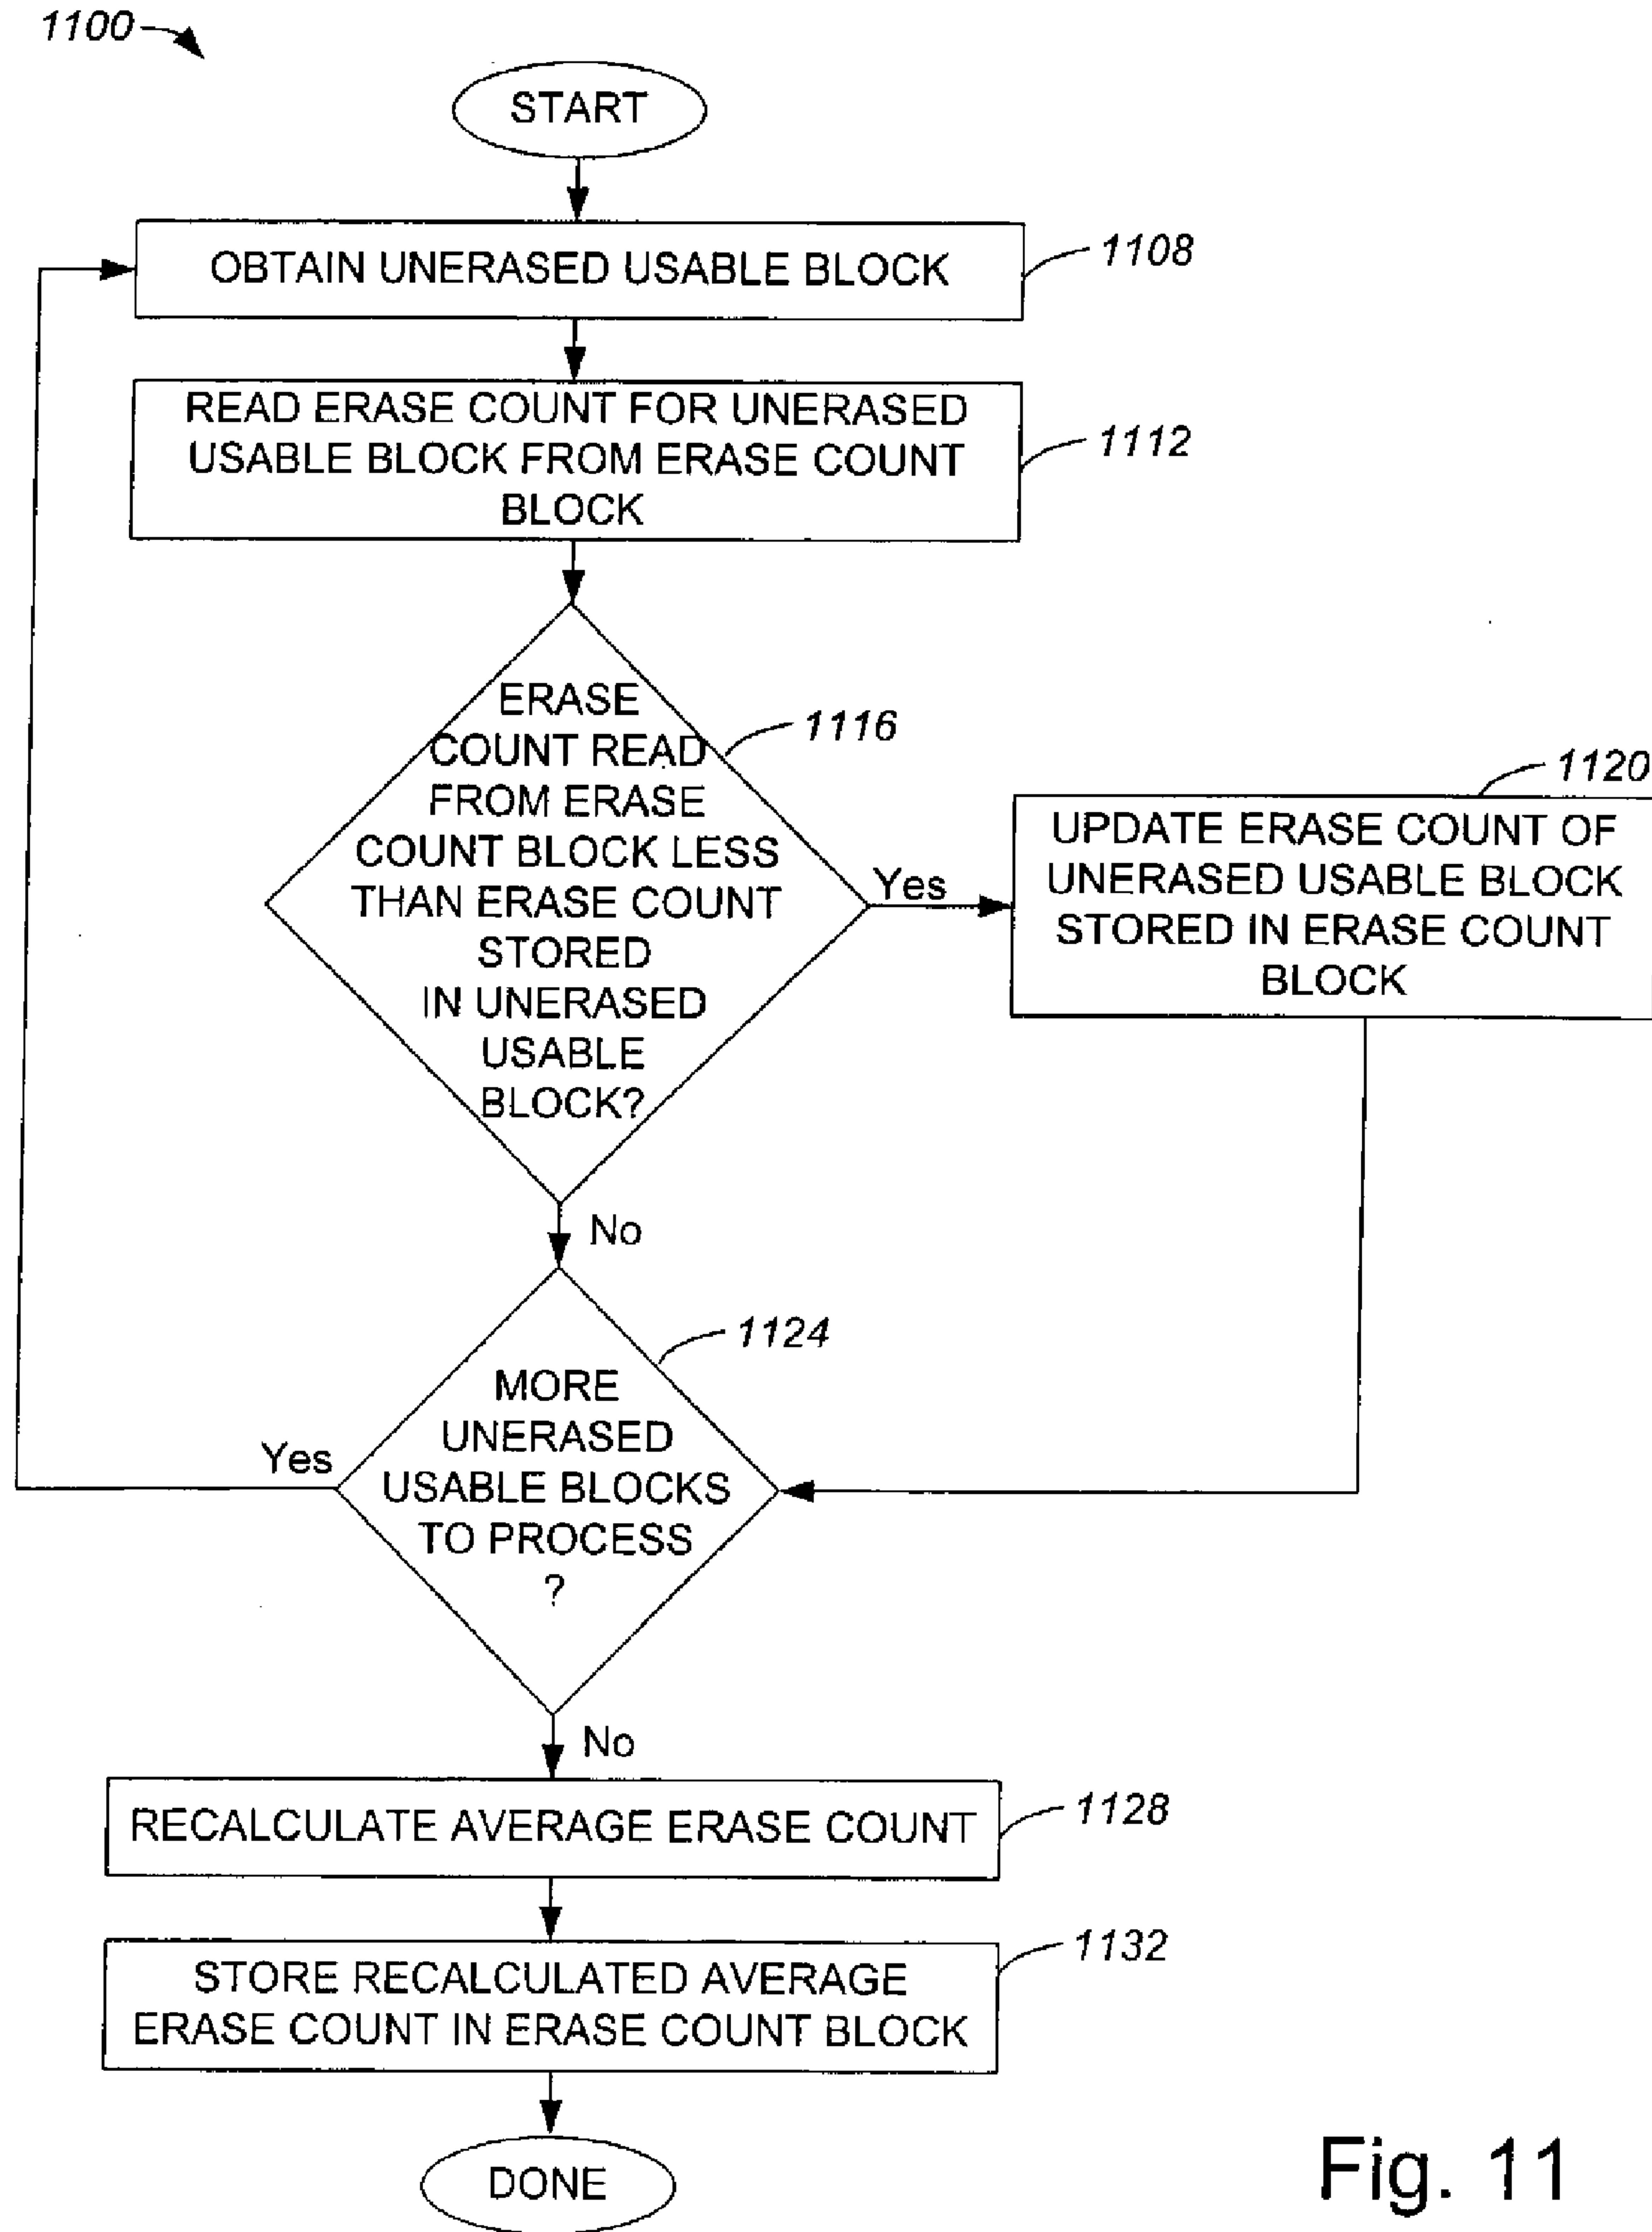 1100
START
OBTAIN UNERASED USABLE BLOCK
1108
READ ERASE COUNT FOR UNERASED
USABLE BLOCK FROM ERASE COUNT
BLOCK
1112
ERASE
COUNT READ
FROM ERASE
COUNT BLOCK LESS
THAN ERASE COUNT
STORED
IN UNERASED
USABLE
BLOCK?
1116
Yes
1120
UPDATE ERASE COUNT OF
UNERASED USABLE BLOCK
STORED IN ERASE COUNT
BLOCK
No
1124
MORE
UNERASED
USABLE BLOCKS
TO PROCESS
?
Yes
No
RECALCULATE AVERAGE ERASE COUNT
1128
STORE RECALCULATED AVERAGE
ERASE COUNT IN ERASE COUNT BLOCK
1132
DONE
Fig. 11